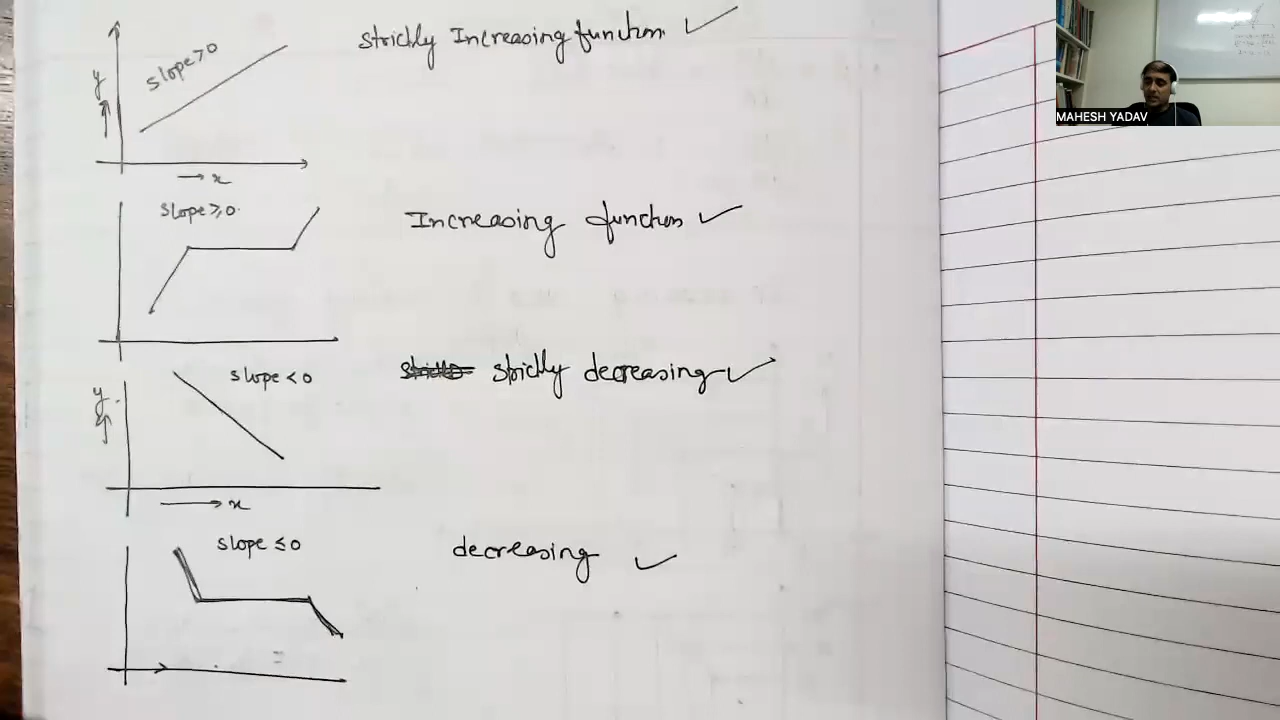 slope > 0
strictly Increasing function ✓
y
x
slope ≥ 0
Increasing function ✓
slope < 0
strictly decreasing ✓
y
x
slope ≤ 0
decreasing ✓
MAHESH YADAV